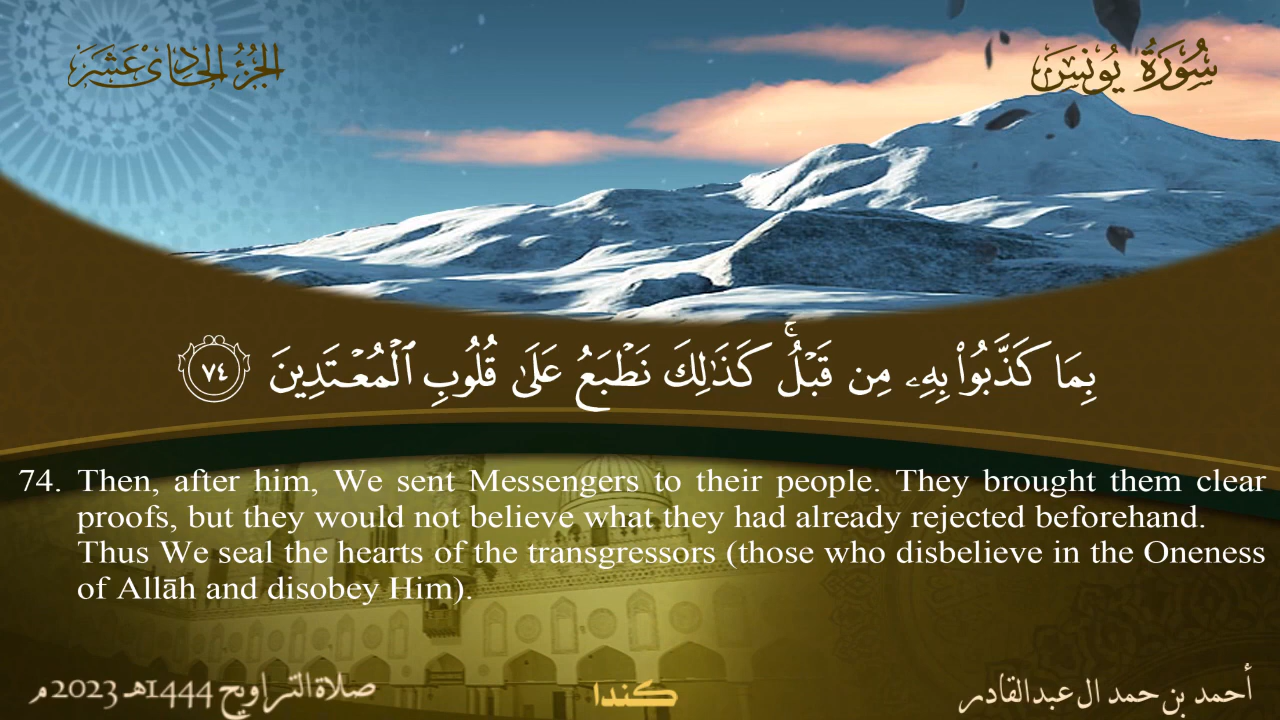 سُورَةُ يُونُسَ
الجُزْءُ الحَادِي عَشَرَ
بِمَا كَذَّبُوا۟ بِهِۦ مِن قَبْلُ ۚ كَذَٰلِكَ نَطْبَعُ عَلَىٰ قُلُوبِ ٱلْمُعْتَدِينَ ٧٤
74. Then, after him, We sent Messengers to their people. They brought them clear
proofs, but they would not believe what they had already rejected beforehand.
Thus We seal the hearts of the transgressors (those who disbelieve in the Oneness
of Allāh and disobey Him).
أحمد بن حمد ال عبدالقادر
كندا
صلاة التراويح 1444هـ 2023م